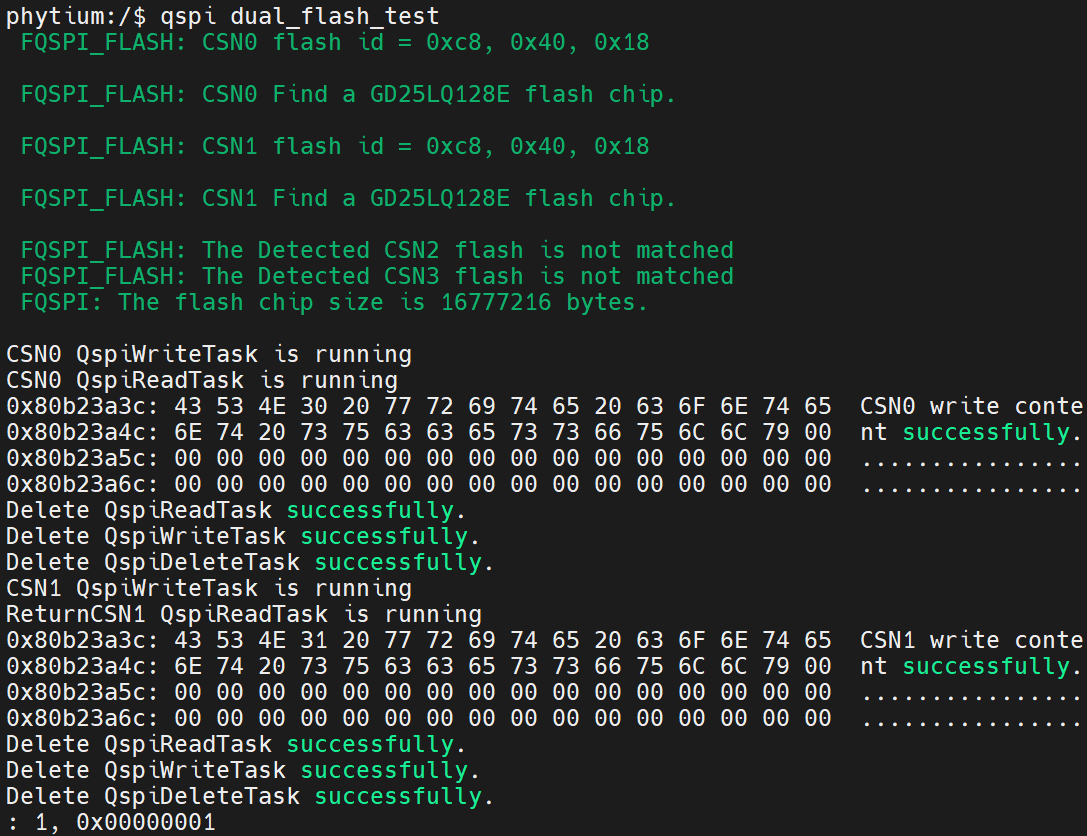 phytium:/$ qspi dual_flash_test
FQSPI_FLASH: CSN0 flash id = 0xc8, 0x40, 0x18
FQSPI_FLASH: CSN0 Find a GD25LQ128E flash chip.
FQSPI_FLASH: CSN1 flash id = 0xc8, 0x40, 0x18
FQSPI_FLASH: CSN1 Find a GD25LQ128E flash chip.
FQSPI_FLASH: The Detected CSN2 flash is not matched
FQSPI_FLASH: The Detected CSN3 flash is not matched
FQSPI: The flash chip size is 16777216 bytes.
CSN0 QspiWriteTask is running
CSN0 QspiReadTask is running
0x80b23a3c: 43 53 4E 30 20 77 72 69 74 65 20 63 6F 6E 74 65  CSN0 write conte
0x80b23a4c: 6E 74 20 73 75 63 63 65 73 73 66 75 6C 6C 79 00  nt successfully.
0x80b23a5c: 00 00 00 00 00 00 00 00 00 00 00 00 00 00 00 00  ................
0x80b23a6c: 00 00 00 00 00 00 00 00 00 00 00 00 00 00 00 00  ................
Delete QspiReadTask successfully.
Delete QspiWriteTask successfully.
Delete QspiDeleteTask successfully.
CSN1 QspiWriteTask is running
ReturnCSN1 QspiReadTask is running
0x80b23a3c: 43 53 4E 31 20 77 72 69 74 65 20 63 6F 6E 74 65  CSN1 write conte
0x80b23a4c: 6E 74 20 73 75 63 63 65 73 73 66 75 6C 6C 79 00  nt successfully.
0x80b23a5c: 00 00 00 00 00 00 00 00 00 00 00 00 00 00 00 00  ................
0x80b23a6c: 00 00 00 00 00 00 00 00 00 00 00 00 00 00 00 00  ................
Delete QspiReadTask successfully.
Delete QspiWriteTask successfully.
Delete QspiDeleteTask successfully.
: 1, 0x00000001